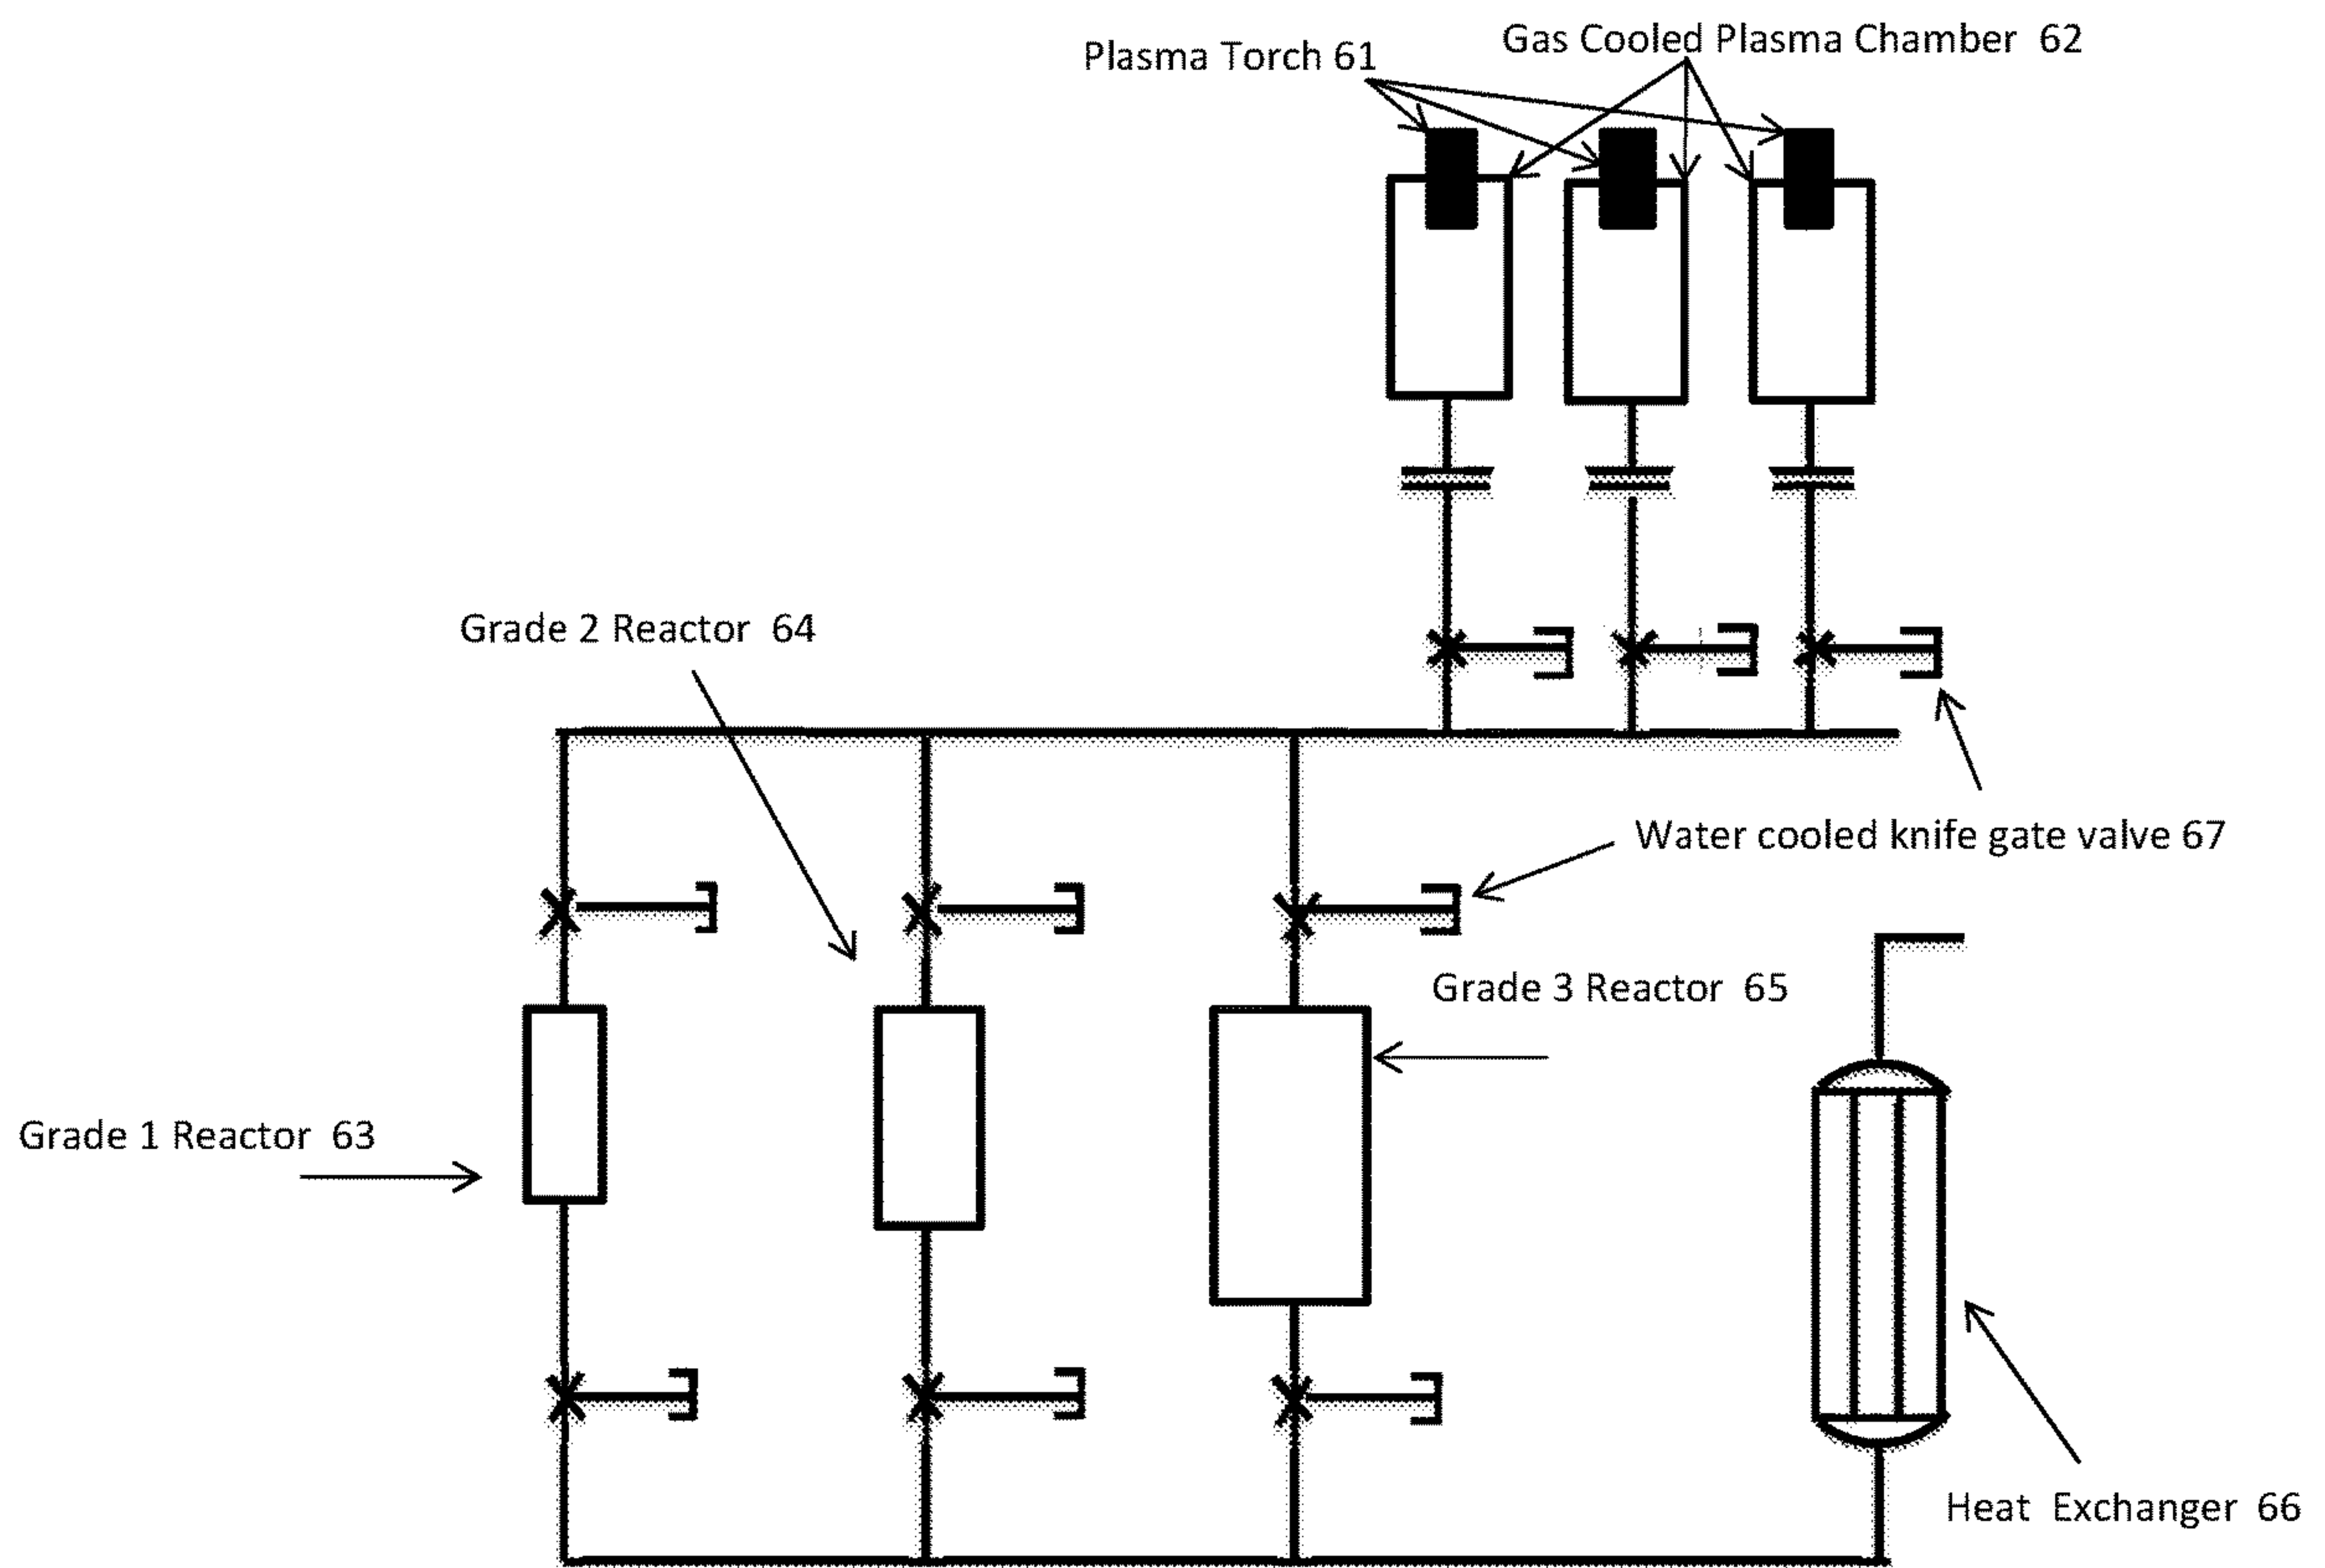 Gas Cooled Plasma Chamber 62
Plasma Torch 61
Grade 2 Reactor 64
Water cooled knife gate valve 67
Grade 3 Reactor 65
Grade 1 Reactor 63
Heat Exchanger 66